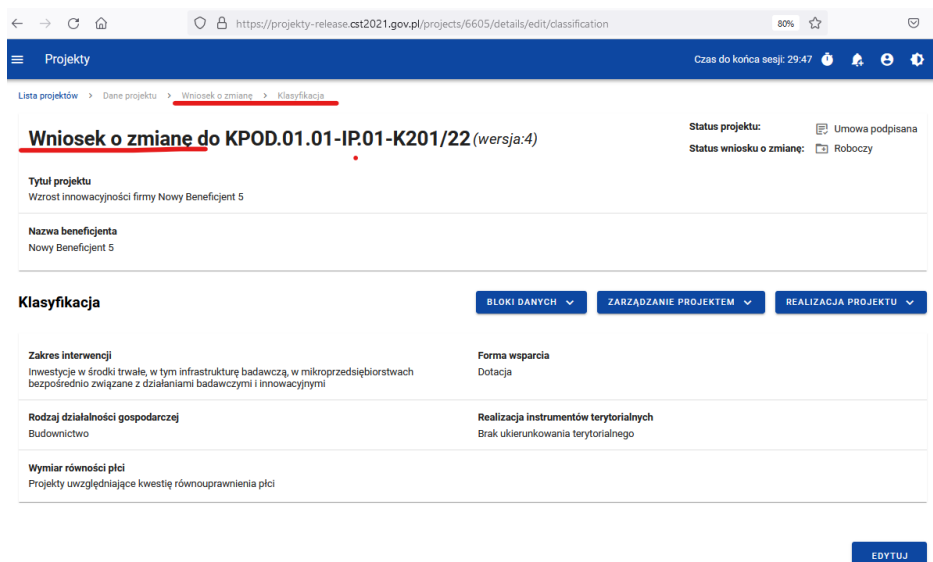 https://projekty-release.cst2021.gov.pl/projects/6605/details/edit/classification 80%
Projekty Czas do końca sesji: 29:47
Lista projektów > Dane projektu > Wniosek o zmianę > Klasyfikacja
Wniosek o zmianę do KPOD.01.01-IP.01-K201/22 (wersja:4)
Status projektu: Umowa podpisana
Status wniosku o zmianę: Roboczy
Tytuł projektu
Wzrost innowacyjności firmy Nowy Beneficjent 5
Nazwa beneficjenta
Nowy Beneficjent 5
Klasyfikacja BLOKI DANYCH ZARZĄDZANIE PROJEKTEM REALIZACJA PROJEKTU
Zakres interwencji
Inwestycje w środki trwałe, w tym infrastrukturę badawczą, w mikroprzedsiębiorstwach
bezpośrednio związane z działaniami badawczymi i innowacyjnymi
Forma wsparcia
Dotacja
Rodzaj działalności gospodarczej
Budownictwo
Realizacja instrumentów terytorialnych
Brak ukierunkowania terytorialnego
Wymiar równości płci
Projekty uwzględniające kwestię równouprawnienia płci
EDYTUJ